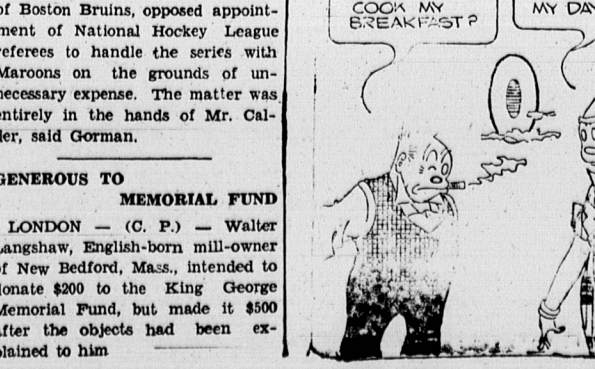 of Boston Bruins, opposed appoint-
ment of National Hockey League
referees to handle the series with
Maroons on the grounds of un-
necessary expense. The matter was
entirely in the hands of Mr. Cal-
der, said Gorman.
GENEROUS TO
MEMORIAL FUND
LONDON — (C. P.) — Walter
Langshaw, English-born mill-owner
of New Bedford, Mass., intended to
donate $200 to the King George
Memorial Fund, but made it $500
after the objects had been ex-
plained to him
COOK MY
BREAKFAST?
MY DAY